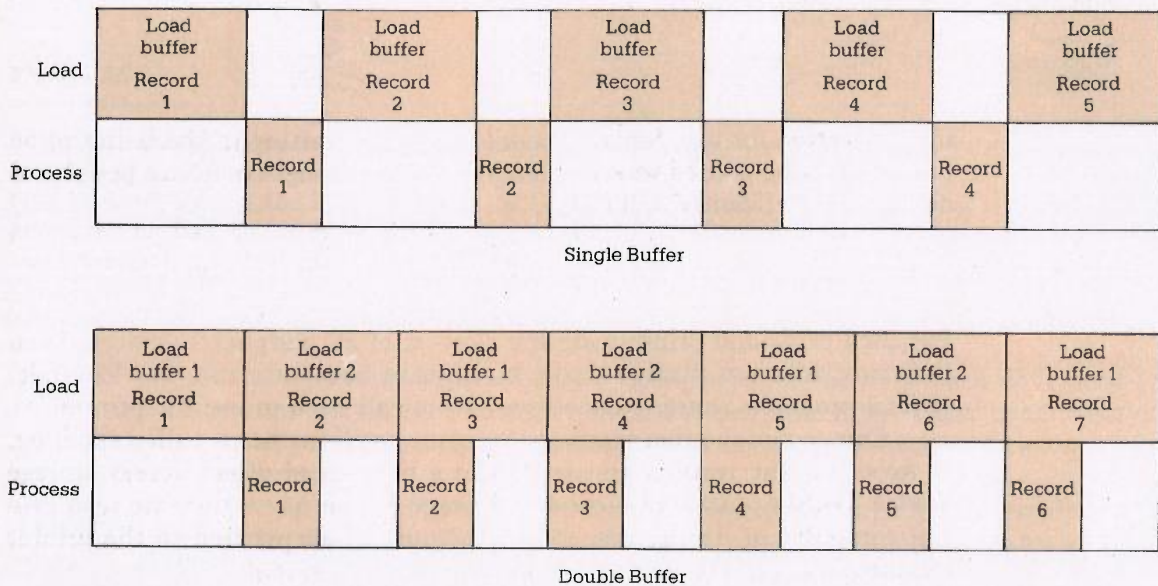 Load
Load buffer Record 1
Load buffer Record 2
Load buffer Record 3
Load buffer Record 4
Load buffer Record 5
Process
Record 1
Record 2
Record 3
Record 4
Single Buffer
Load
Load buffer 1 Record 1
Load buffer 2 Record 2
Load buffer 1 Record 3
Load buffer 2 Record 4
Load buffer 1 Record 5
Load buffer 2 Record 6
Load buffer 1 Record 7
Process
Record 1
Record 2
Record 3
Record 4
Record 5
Record 6
Double Buffer